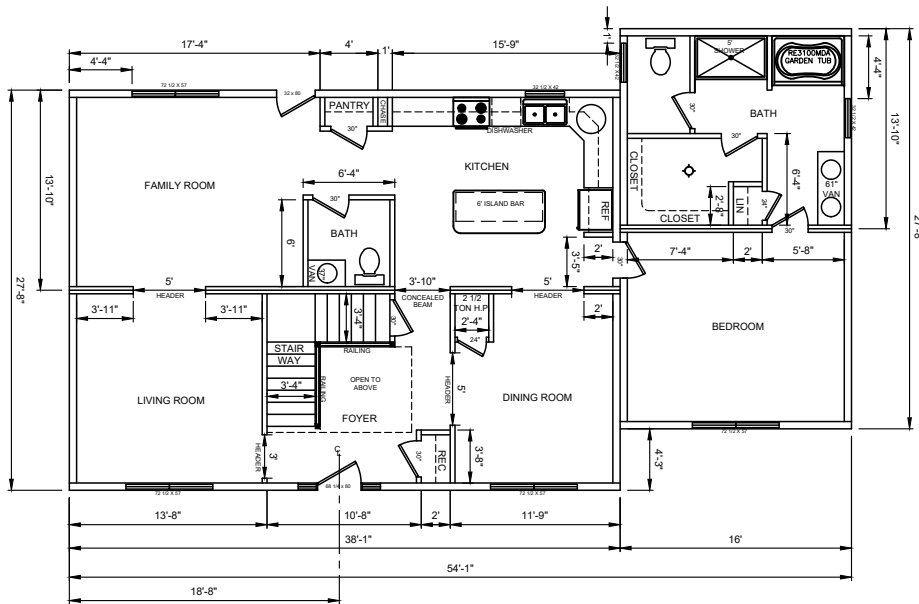 17'-4"
4'
1'
15'-9"
1'
4'-4"
72 1/2 X 57
32 x 80
32 1/2 X 42
5'
SHOWER
RE3100MDA
GARDEN TUB
4'-4"
13'-10"
27'-8"
PANTRY
CHASE
30"
DISHWASHER
30"
BATH
30"
KITCHEN
FAMILY ROOM
13'-10"
6'-4"
30"
BATH
6'
VAN
6' ISLAND BAR
REF
CLOSET
CLOSET
2'-8"
LIN
24"
6'-4"
61"
VAN
30"
2'
3'-5"
30"
7'-4"
2'
5'-8"
27'-8"
5'
HEADER
3'-11"
3'-11"
3'-10"
CONCEALED
BEAM
5'
HEADER
2'
3'-4"
30"
2 1/2
TON H.P.
2'-4"
24"
BEDROOM
STAIR
WAY
RAILING
3'-4"
RAILING
OPEN TO
ABOVE
FOYER
HEADER
5'
LIVING ROOM
DINING ROOM
HEADER
3'
30"
REC
3'-8"
72 1/2 X 57
4'-3"
72 1/2 X 57
68 1/4 x 80
72 1/2 X 57
13'-8"
10'-8"
2'
11'-9"
38'-1"
16'
54'-1"
18'-8"